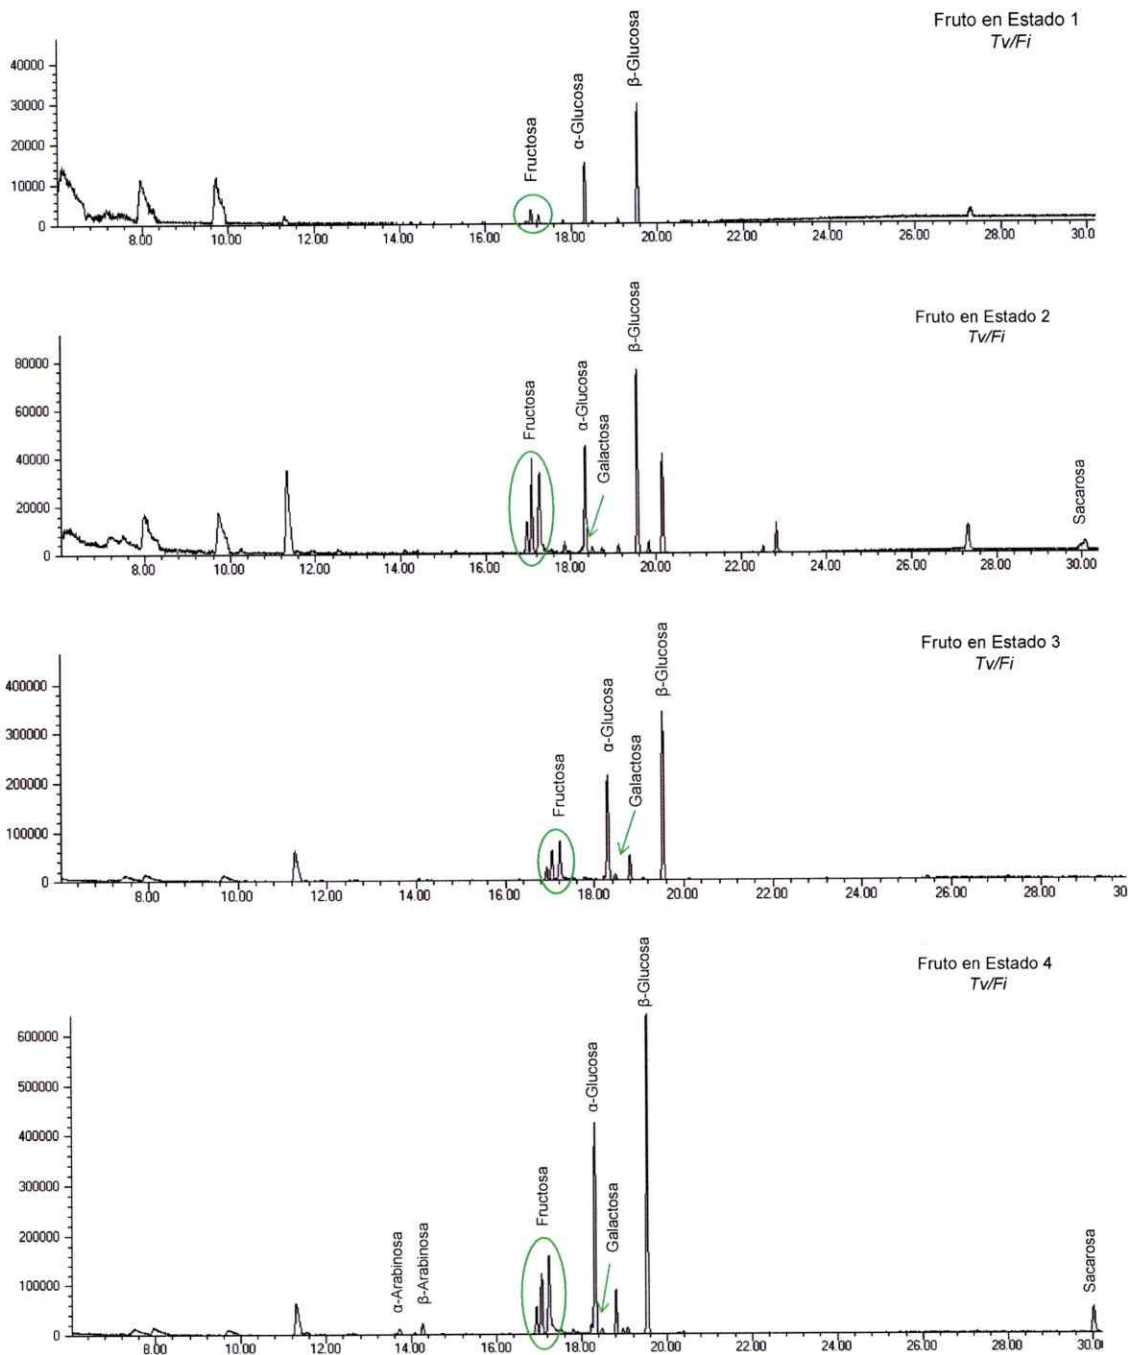 Fruto en Estado 1
Tv/Fi
40000
30000
20000
10000
0
Fructosa
α-Glucosa
β-Glucosa
8.00 10.00 12.00 14.00 16.00 18.00 20.00 22.00 24.00 26.00 28.00 30.0
Fruto en Estado 2
Tv/Fi
80000
60000
40000
20000
0
Fructosa
α-Glucosa
Galactosa
β-Glucosa
Sacarosa
8.00 10.00 12.00 14.00 16.00 18.00 20.00 22.00 24.00 26.00 28.00 30.00
Fruto en Estado 3
Tv/Fi
400000
300000
200000
100000
0
Fructosa
α-Glucosa
Galactosa
β-Glucosa
8.00 10.00 12.00 14.00 16.00 18.00 20.00 22.00 24.00 26.00 28.00 30.00
Fruto en Estado 4
Tv/Fi
600000
500000
400000
300000
200000
100000
0
α-Arabinosa
β-Arabinosa
Fructosa
α-Glucosa
Galactosa
β-Glucosa
Sacarosa
8.00 10.00 12.00 14.00 16.00 18.00 20.00 22.00 24.00 26.00 28.00 30.0